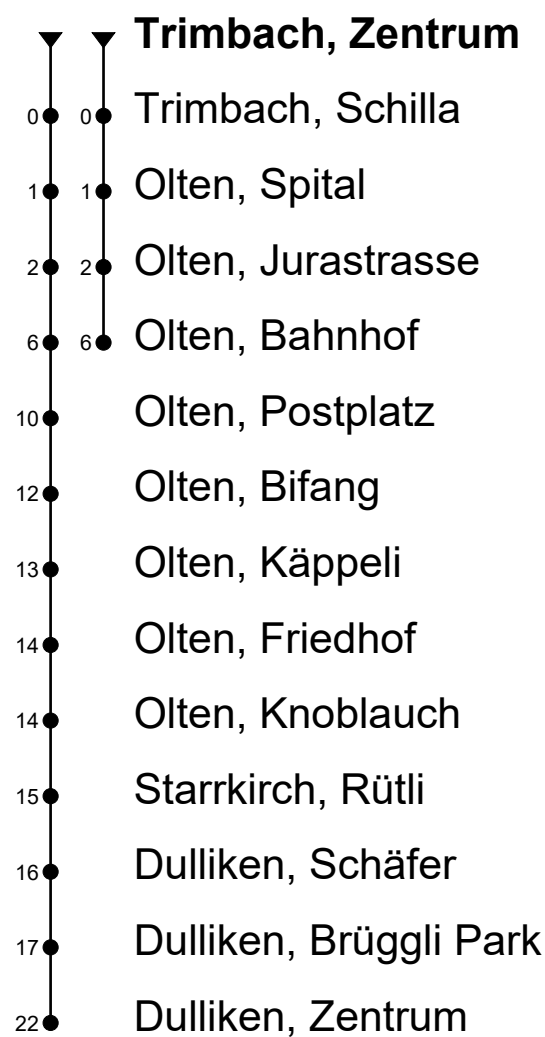 Trimbach, Zentrum
0 0 Trimbach, Schilla
1 1 Olten, Spital
2 2 Olten, Jurastrasse
6 6 Olten, Bahnhof
10 Olten, Postplatz
12 Olten, Bifang
13 Olten, Käppeli
14 Olten, Friedhof
14 Olten, Knoblauch
15 Starrkirch, Rütli
16 Dulliken, Schäfer
17 Dulliken, Brüggli Park
22 Dulliken, Zentrum